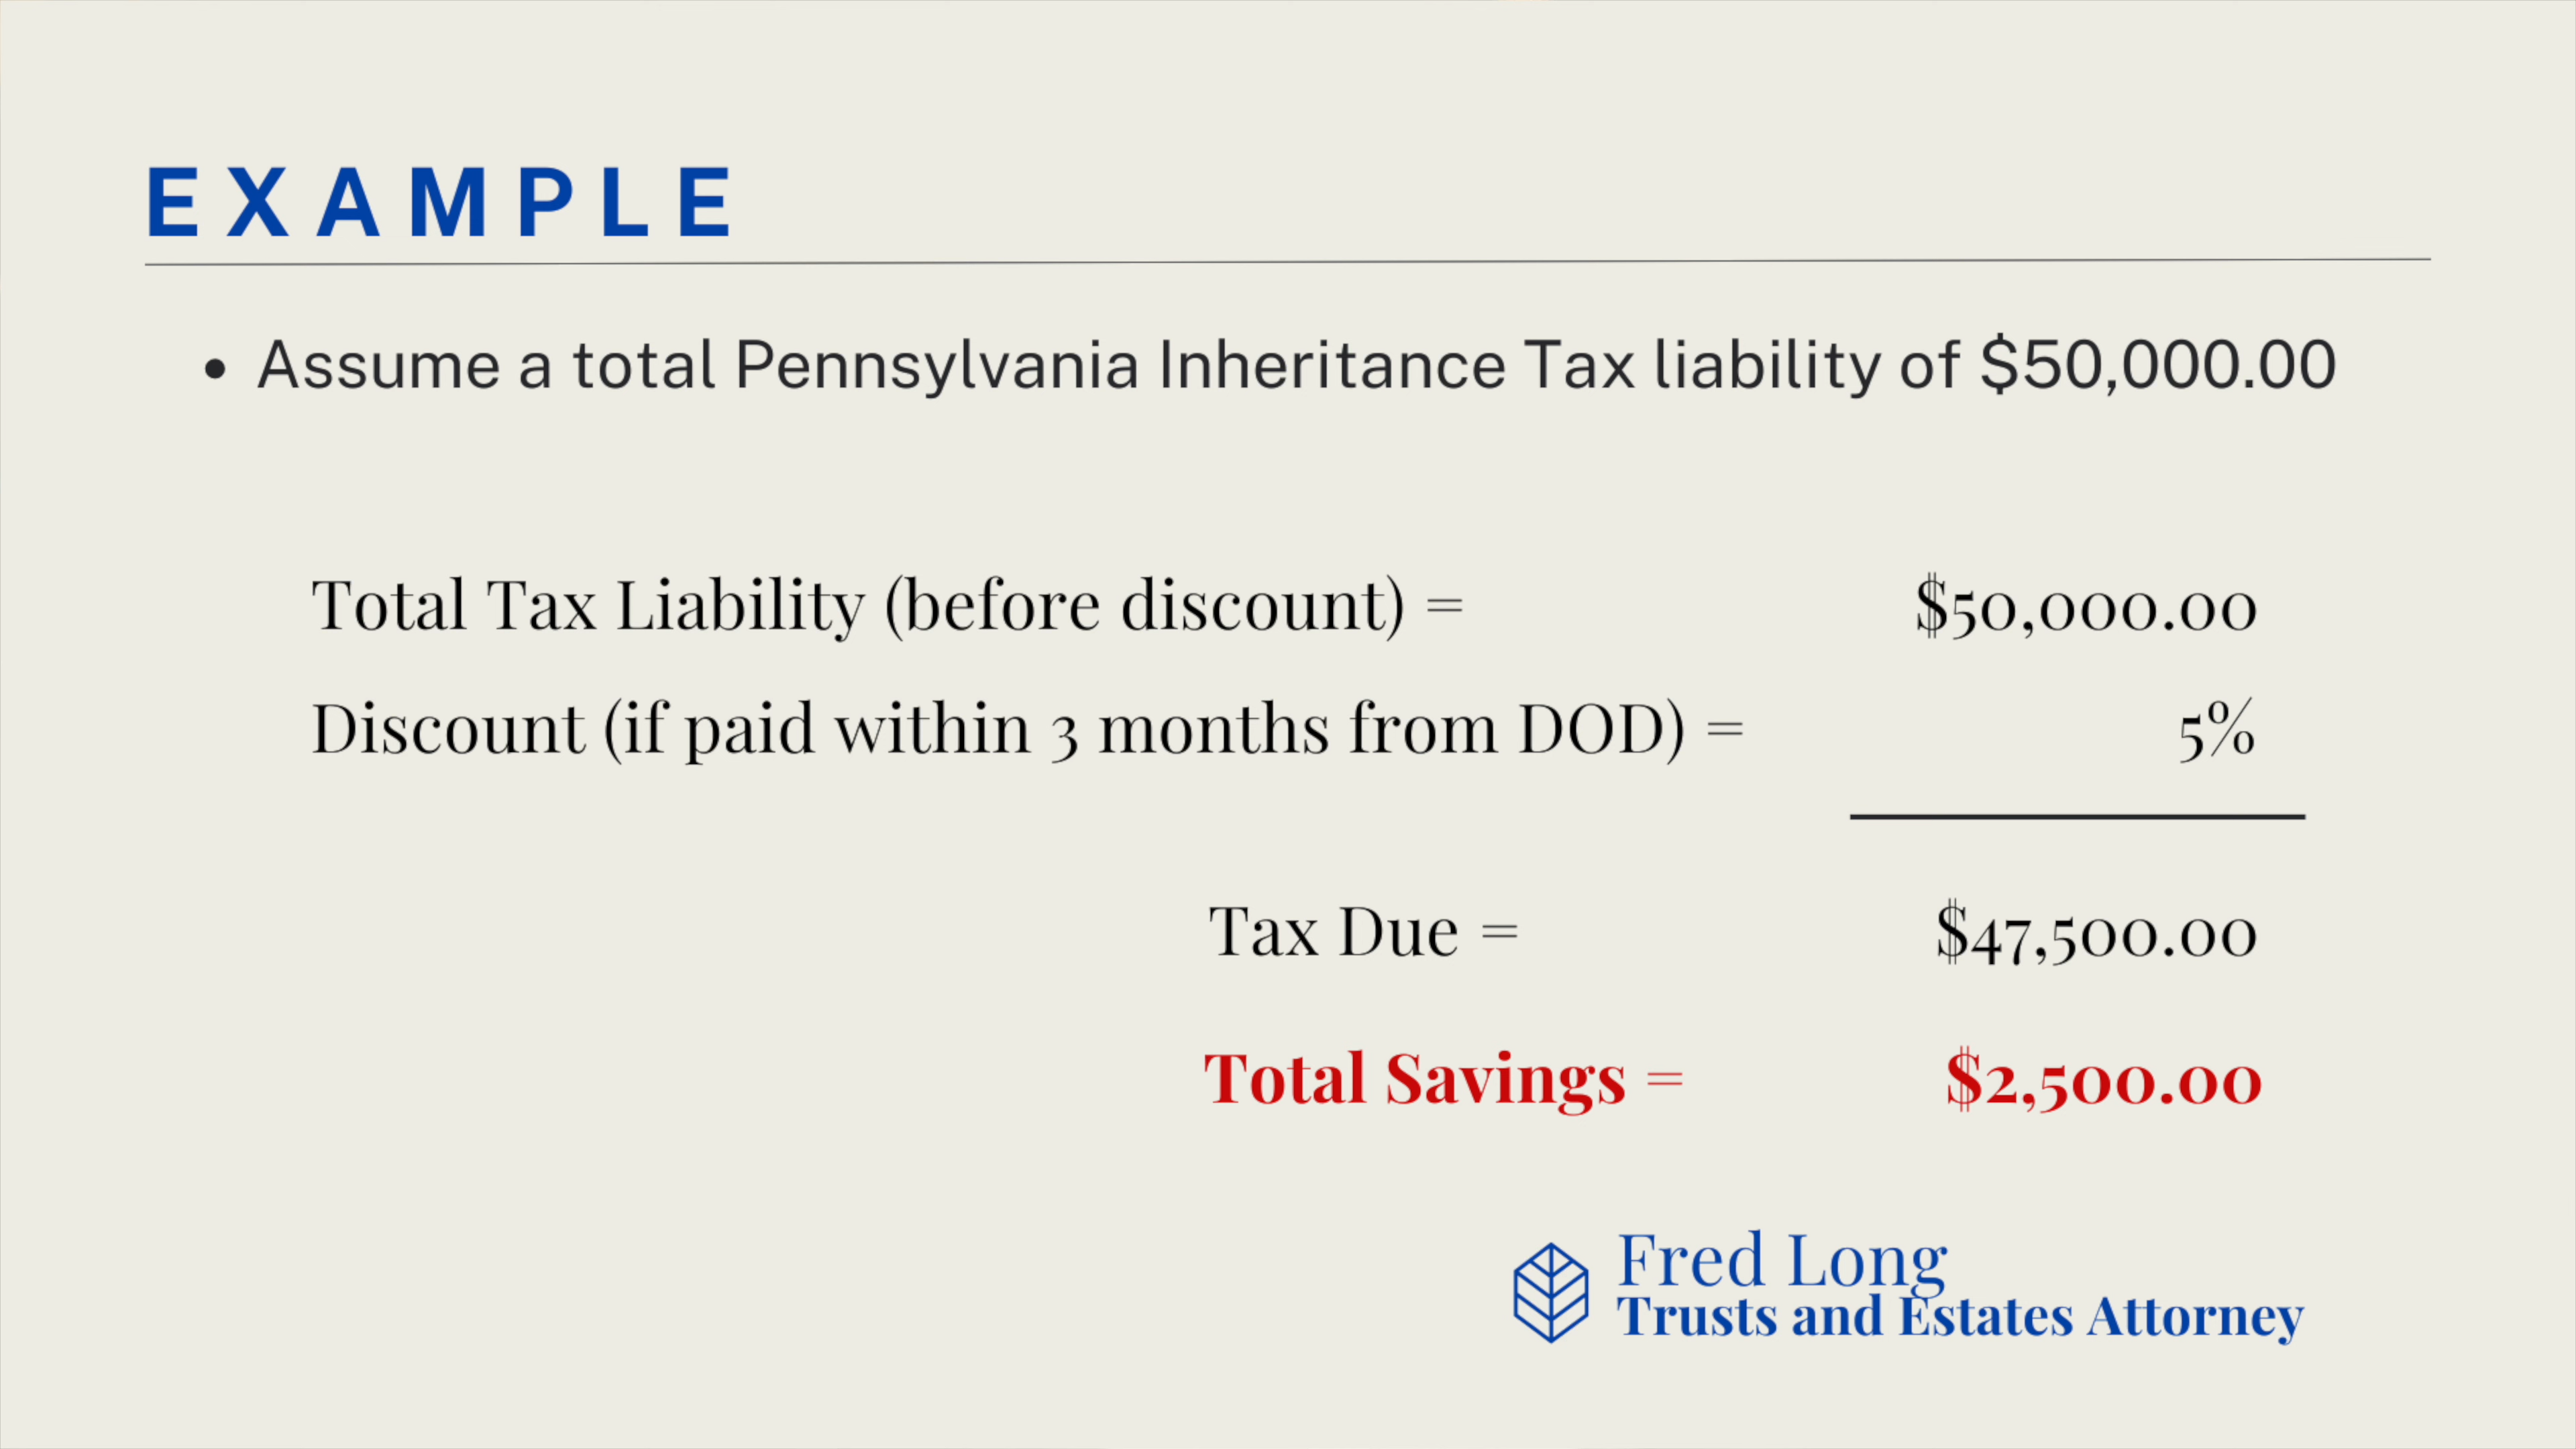 EXAMPLE
• Assume a total Pennsylvania Inheritance Tax liability of $50,000.00
Total Tax Liability (before discount) = $50,000.00
Discount (if paid within 3 months from DOD) = 5%
Tax Due = $47,500.00
Total Savings = $2,500.00
Fred Long
Trusts and Estates Attorney